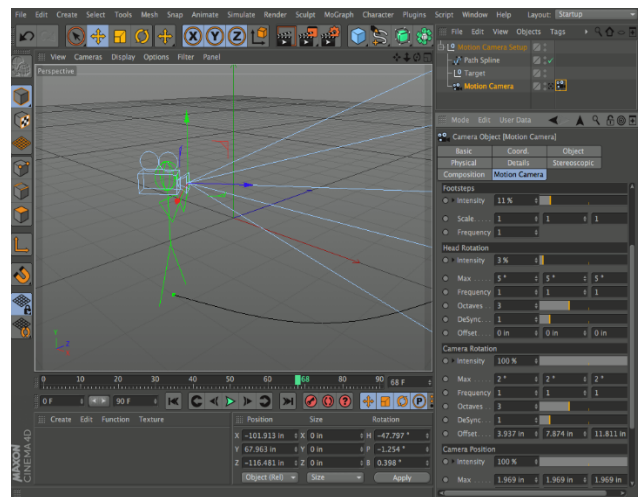 File Edit Create Select Tools Mesh Snap Animate Simulate Render Sculpt MoGraph Character Plugins Script Window Help Layout: Startup
File Edit View Objects Tags
Motion Camera Setup
Path Spline
Target
Motion Camera
View Cameras Display Options Filter Panel
Perspective
X Y Z
Y
Z
Mode Edit User Data
Camera Object [Motion Camera]
Basic Coord. Object
Physical Details Stereoscopic
Composition Motion Camera
Footsteps
Intensity 11 %
Scale 1 1 1
Frequency 1
Head Rotation
Intensity 3 %
Max 5 ° 5 ° 5 °
Frequency 1 1 1
Octaves 3
DeSync 1
Offset 0 in 0 in 0 in
Camera Rotation
Intensity 100 %
Max 2 ° 2 ° 2 °
Frequency 1 1 1
Octaves 3
DeSync 1
Offset 3.937 in 7.874 in 11.811 in
Camera Position
Intensity 100 %
Max 1.969 in 1.969 in 1.969 in
0 10 20 30 40 50 60 68 80 90 68 F
0 F 90 F
P
Create Edit Function Texture
Position Size Rotation
X -101.913 in X 0 in H -47.797 °
Y 67.963 in Y 0 in P -1.254 °
Z -116.481 in Z 0 in B 0.398 °
Object (Rel) Size Apply
MAXON
CINEMA4D